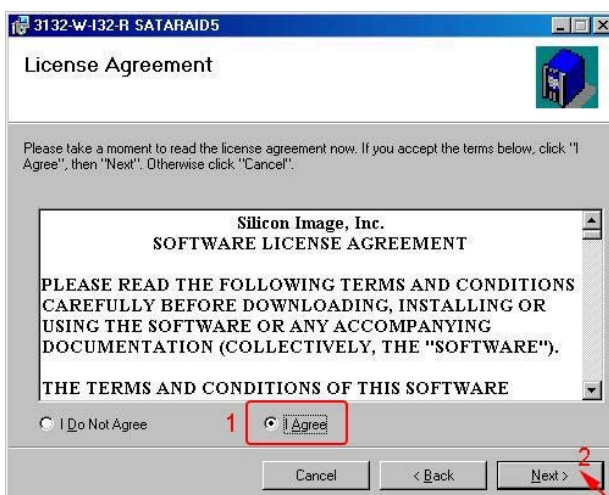 3132-W-I32-R SATARAID5
License Agreement
Please take a moment to read the license agreement now. If you accept the terms below, click "I
Agree", then "Next". Otherwise click "Cancel".
Silicon Image, Inc.
SOFTWARE LICENSE AGREEMENT
PLEASE READ THE FOLLOWING TERMS AND CONDITIONS
CAREFULLY BEFORE DOWNLOADING, INSTALLING OR
USING THE SOFTWARE OR ANY ACCOMPANYING
DOCUMENTATION (COLLECTIVELY, THE "SOFTWARE").
THE TERMS AND CONDITIONS OF THIS SOFTWARE
I Do Not Agree
1
I Agree
2
Cancel
< Back
Next >